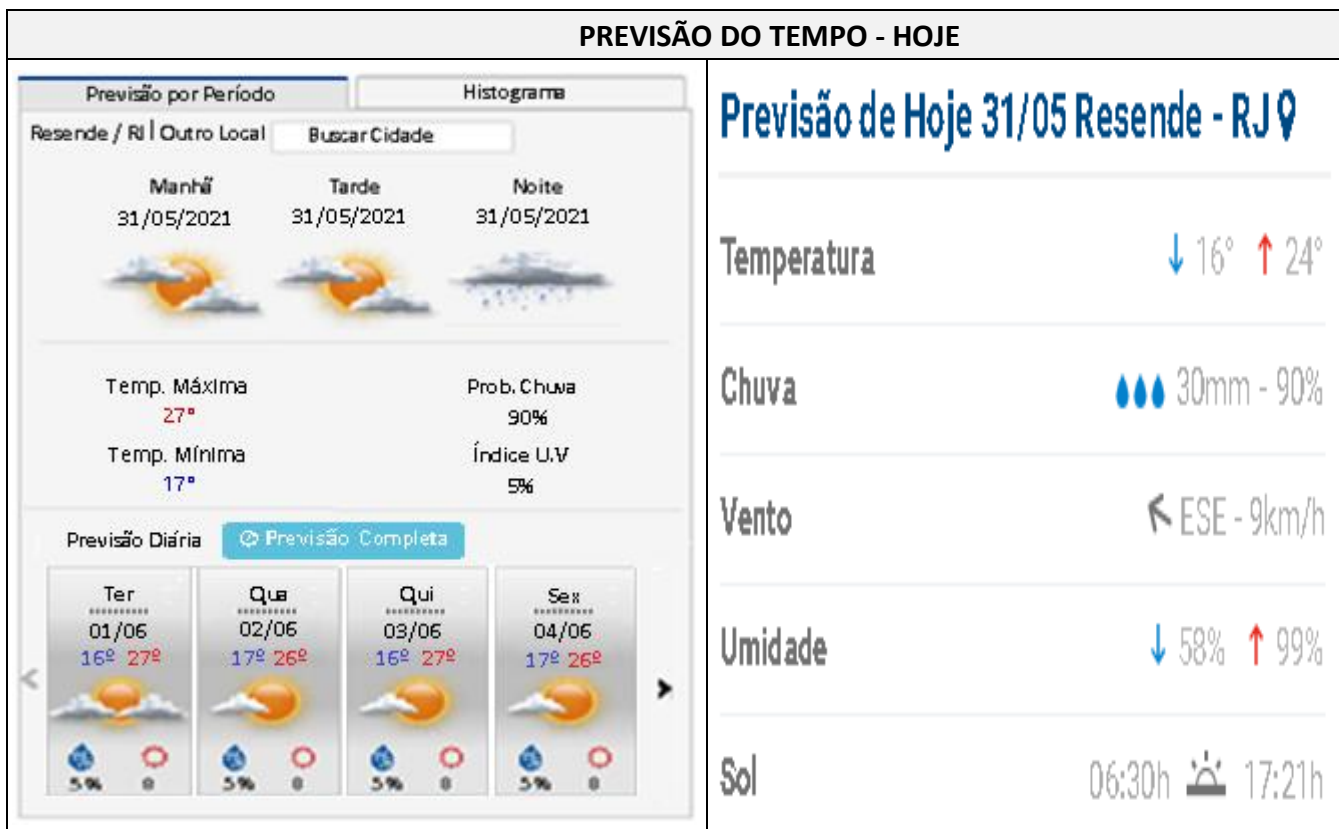 PREVISÃO DO TEMPO - HOJE
Previsão por Período
Histograma
Resende / RJ | Outro Local
Buscar Cidade
Manhã Tarde Noite
31/05/2021 31/05/2021 31/05/2021
Temp. Máxima Prob. Chuva
27° 90%
Temp. Mínima Índice U.V
17° 5%
Previsão Diária Previsão Completa
Ter Qua Qui Sex
01/06 02/06 03/06 04/06
16º 27º 17º 26º 16º 27º 17º 26º
5% 8 5% 8 5% 8 5% 8
Previsão de Hoje 31/05 Resende - RJ
Temperatura 16° 24°
Chuva 30mm - 90%
Vento ESE - 9km/h
Umidade 58% 99%
Sol 06:30h 17:21h